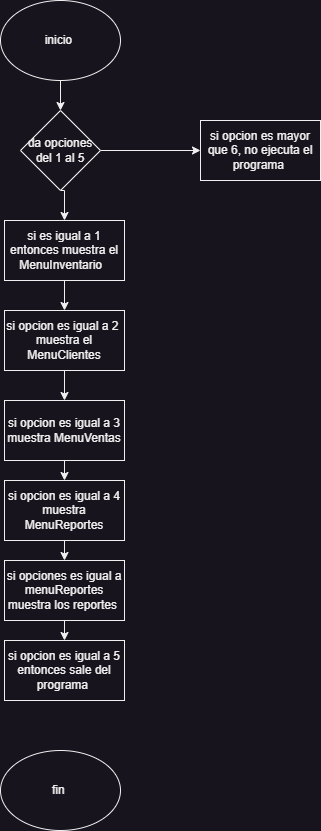 inicio
da opciones
del 1 al 5
si opcion es mayor
que 6, no ejecuta el
programa
si es igual a 1
entonces muestra el
MenuInventario
si opcion es igual a 2
muestra el
MenuClientes
si opcion es igual a 3
muestra MenuVentas
si opcion es igual a 4
muestra
MenuReportes
si opciones es igual a
menuReportes
muestra los reportes
si opcion es igual a 5
entonces sale del
programa
fin